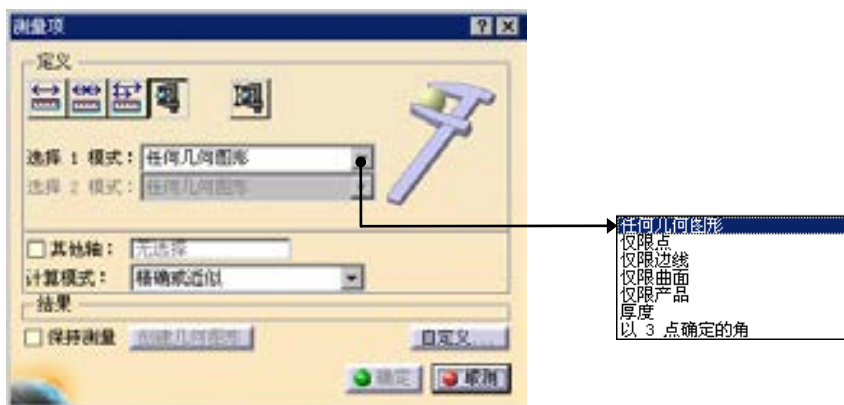 测量项
定义
选择 1 模式： 任何几何图形
选择 2 模式： 任何几何图形
其他轴： 无选择
计算模式： 精确或近似
结果
保持测量 创建几何图形 自定义...
确定 取消
任何几何图形
仅限点
仅限边线
仅限曲面
仅限产品
厚度
以 3 点确定的角